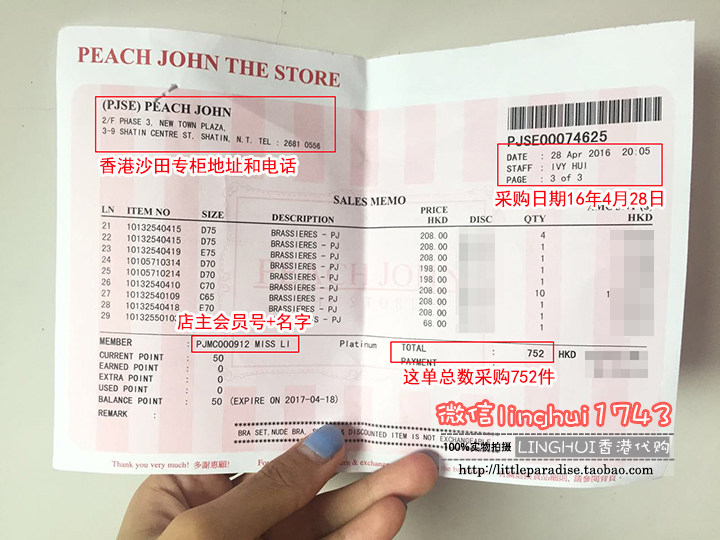 PEACH JOHN THE STORE
(PJSE) PEACH JOHN
2/F PHASE 3, NEW TOWN PLAZA,
3-9 SHATIN CENTRE ST, SHATIN, N.T. TEL : 2681 0556
香港沙田专柜地址和电话
PJSE00074625
DATE : 28 Apr 2016 20:05
STAFF : IVY HUI
PAGE : 3 of 3
采购日期16年4月28日
SALES MEMO
LN ITEM NO SIZE DESCRIPTION PRICE HKD DISC QTY HKD
21 10132540415 D75 BRASSIERES - PJ 208.00 4
22 10132540415 D75 BRASSIERES - PJ 208.00 1
23 10132540419 E75 BRASSIERES - PJ 208.00 1
24 10105710314 D70 BRASSIERES - PJ 198.00 1
25 10105710214 D70 BRASSIERES - PJ 198.00 1
26 10132540410 C70 BRASSIERES - PJ 208.00 1
27 10132540109 C65 BRASSIERES - PJ 208.00 10 1
28 10132540418 E70 BRASSIERES - PJ 208.00 1
29 BRASSIERES - PJ 68.00 1
店主会员号+名字
MEMBER : PJMC000912 MISS LI Platinum
TOTAL : 752 HKD
PAYMENT
这单总数采购752件
CURRENT POINT : 50
EARNED POINT : 0
EXTRA POINT : 0
USED POINT : 0
BALANCE POINT : 50 (EXPIRE ON 2017-04-18)
REMARK :
微信linghui1743
BRA SET, NUDE BRA, DISCOUNTED ITEM IS NOT EXCHANGEABLE
100%实物拍摄 LINGHUI香港代购
http://littleparadise.taobao.com
Thank you very much! 多謝惠顧! & exchange